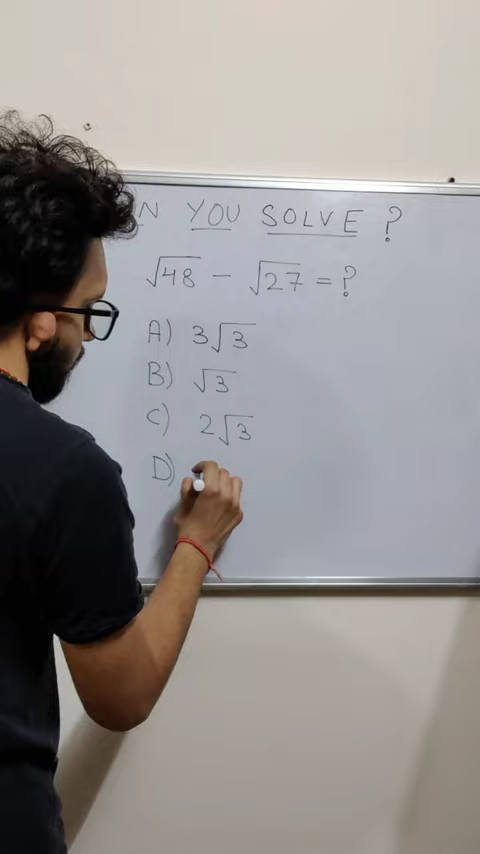 N YOU SOLVE ?
√48 - √27 = ?
A) 3√3
B) √3
C) 2√3
D)